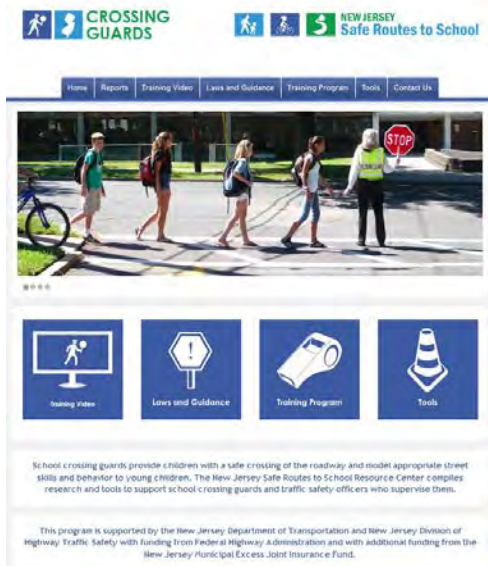 CROSSING
GUARDS
NEW JERSEY
Safe Routes to School
Home Reports Training Video Laws and Guidance Training Program Tools Contact Us
STOP
!
Training Video Laws and Guidance Training Program Tools
School crossing guards provide children with a safe crossing of the roadway and model appropriate street
skills and behavior to young children. The New Jersey Safe Routes to School Resource Center compiles
research and tools to support school crossing guards and traffic safety officers who supervise them.
This program is supported by the New Jersey Department of Transportation and New Jersey Division of
Highway Traffic Safety with funding from Federal Highway Administration and with additional funding from the
New Jersey Municipal Excess Joint Insurance Fund.